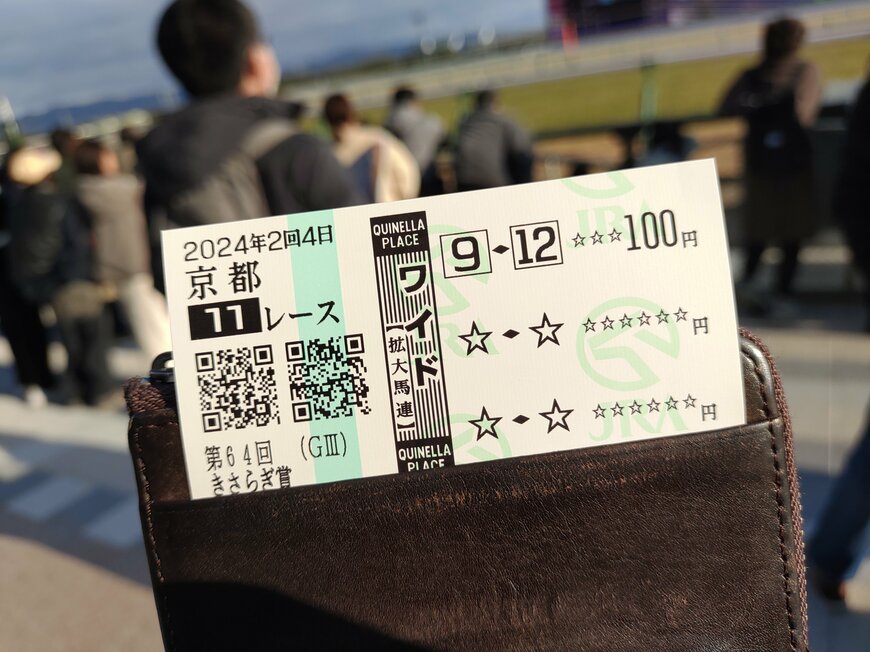 2024年2回4日
京都
11レース
第64回 (GⅢ)
きさらぎ賞
QUINELLA
PLACE
ワイド
【拡大馬連】
QUINELLA
PLACE
9-12 ☆☆☆100円
☆-☆ ☆☆☆☆☆☆円
☆-☆ ☆☆☆☆☆☆円
JRA
JRA
JRA